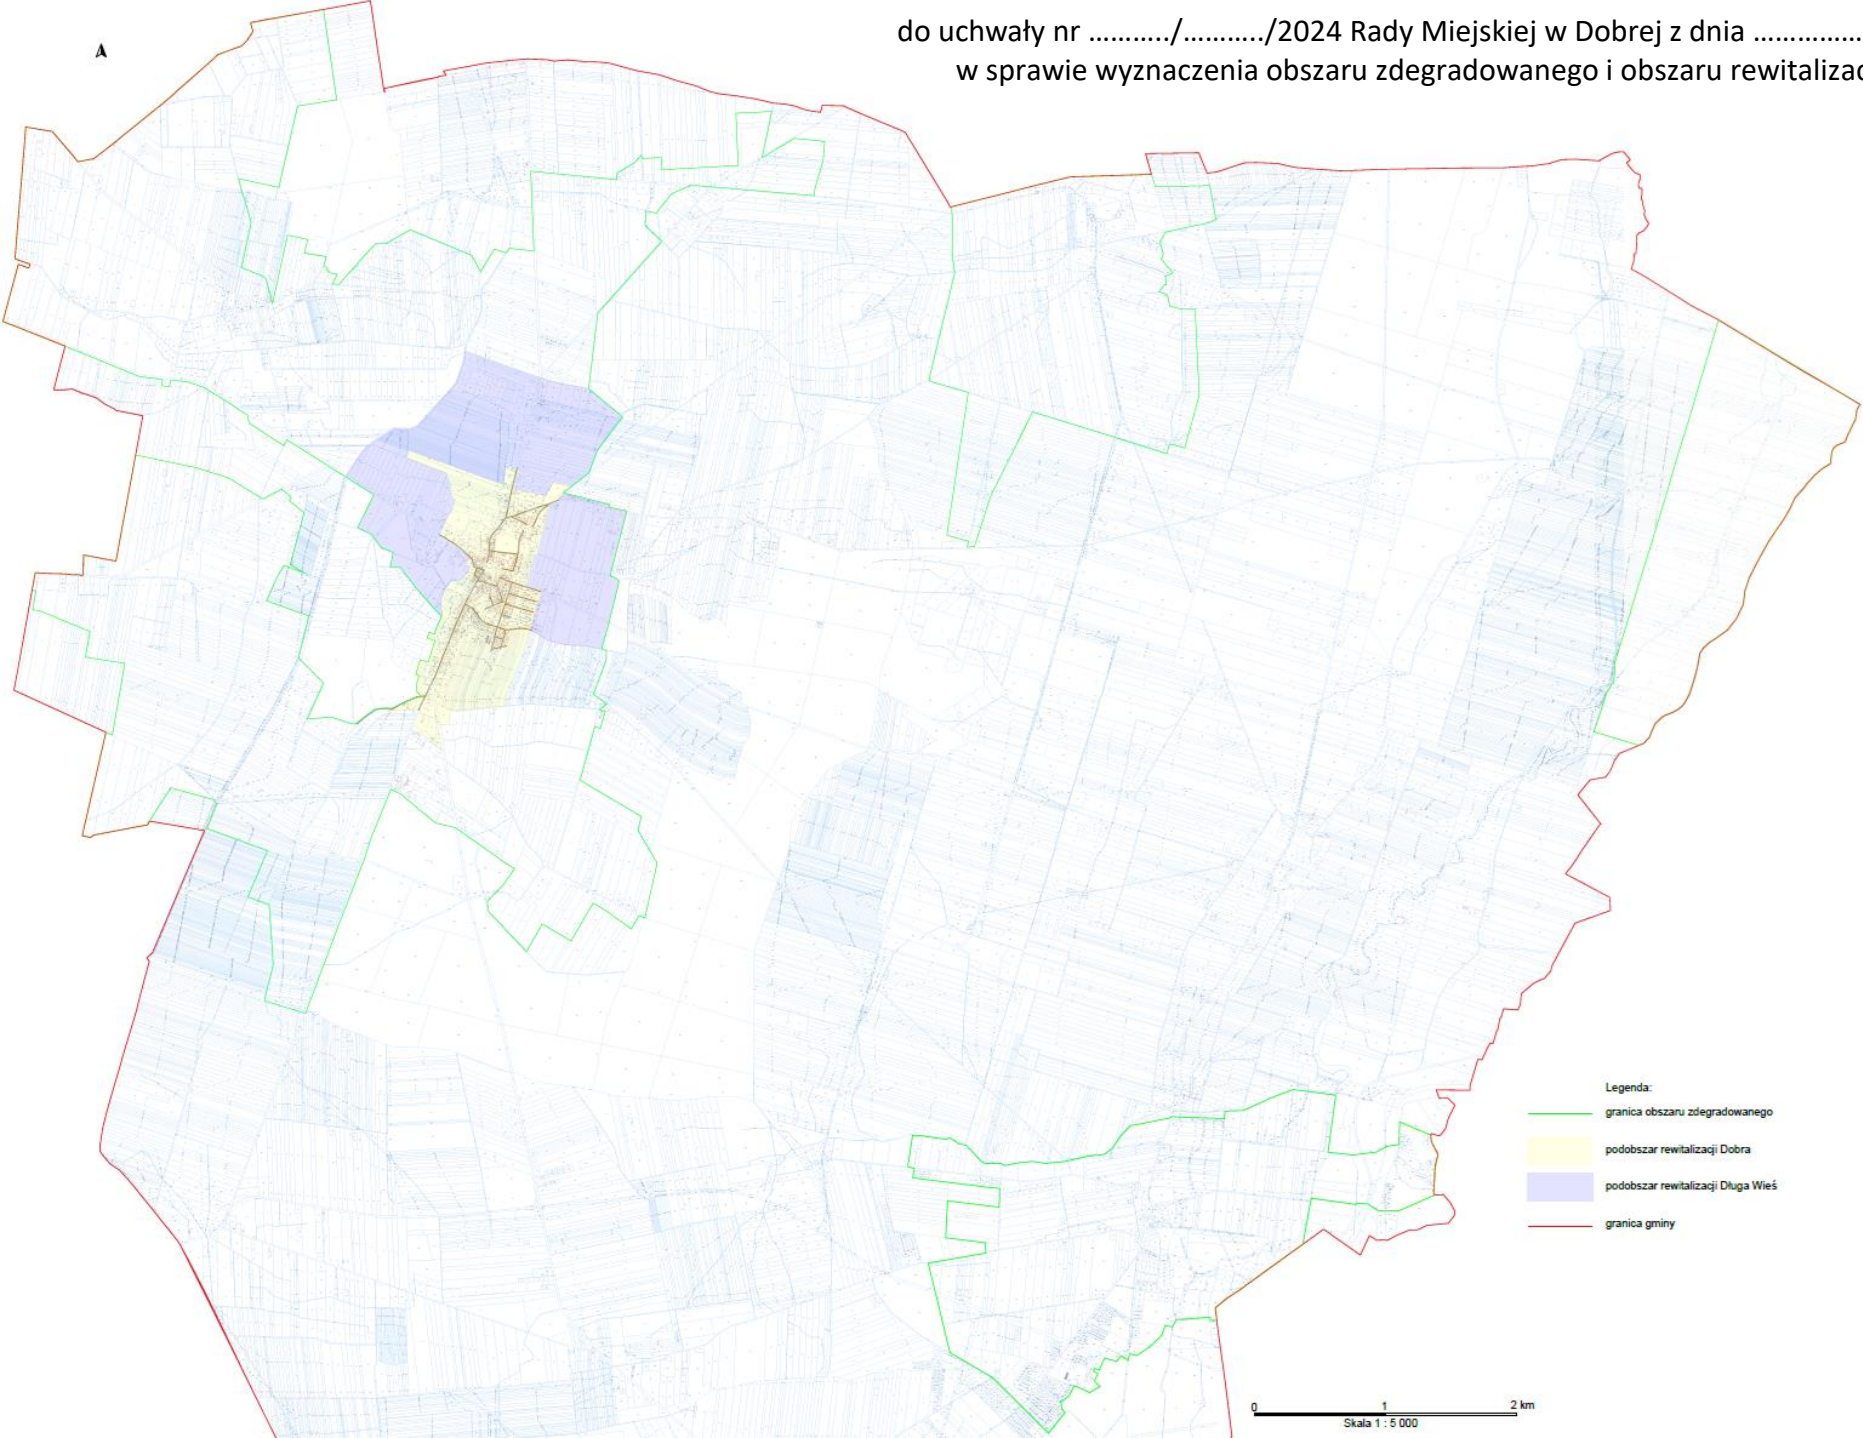 do uchwały nr .........../.........../2024 Rady Miejskiej w Dobrej z dnia ................
w sprawie wyznaczenia obszaru zdegradowanego i obszaru rewitalizac
A
Legenda:
granica obszaru zdegradowanego
podobszar rewitalizacji Dobra
podobszar rewitalizacji Długa Wieś
granica gminy
0 1 2 km
Skala 1 : 5 000